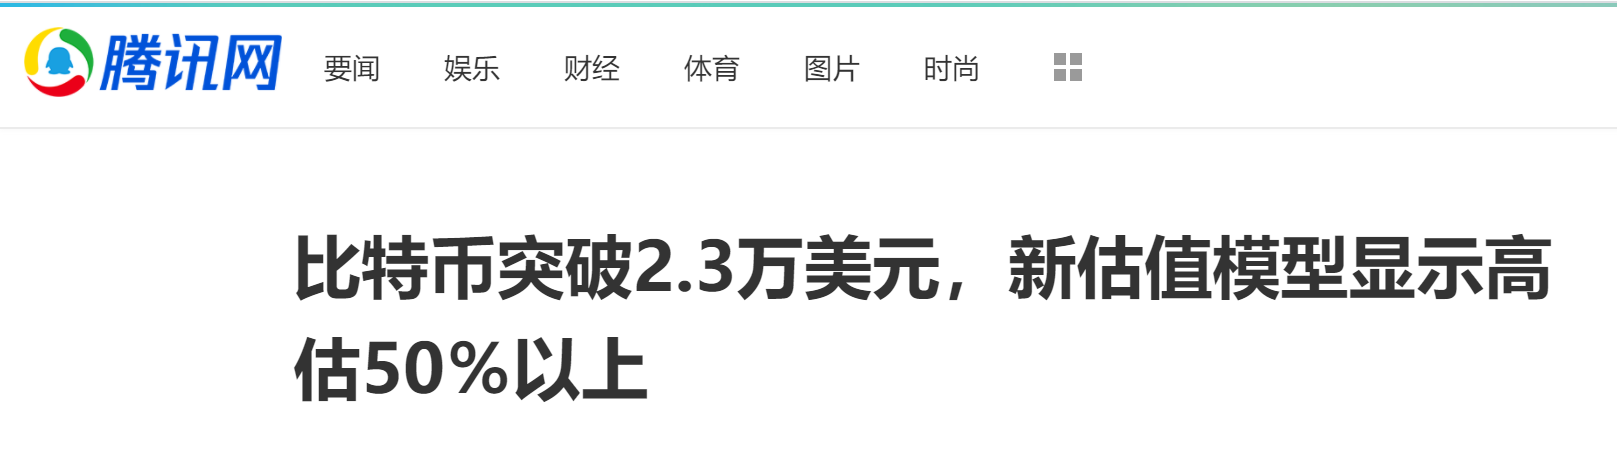 腾讯网 要闻 娱乐 财经 体育 图片 时尚
比特币突破2.3万美元，新估值模型显示高
估50%以上